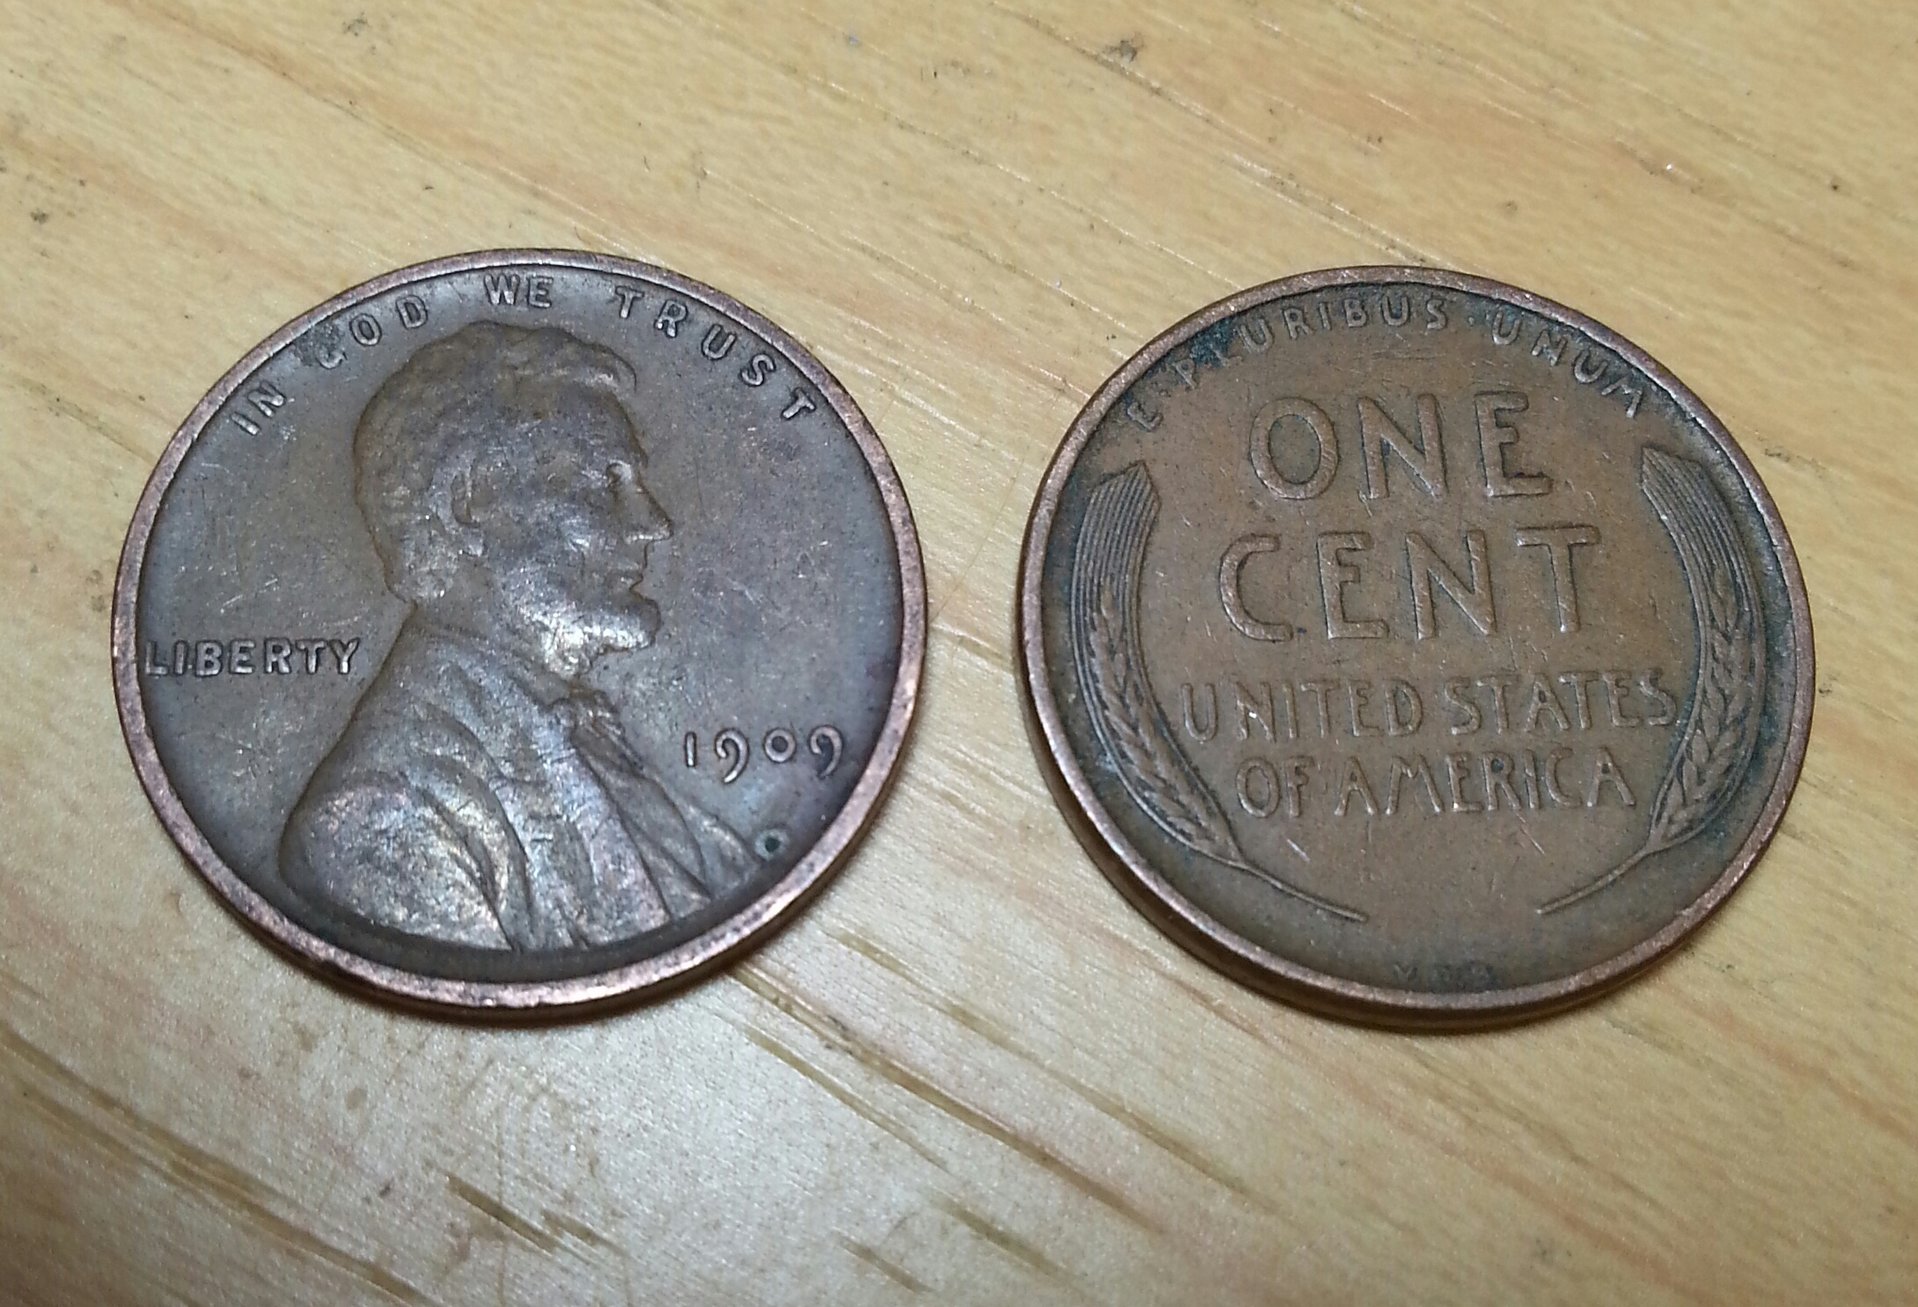 IN GOD WE TRUST
LIBERTY
1909
E·PLURIBUS·UNUM
ONE
CENT
UNITED STATES
OF AMERICA